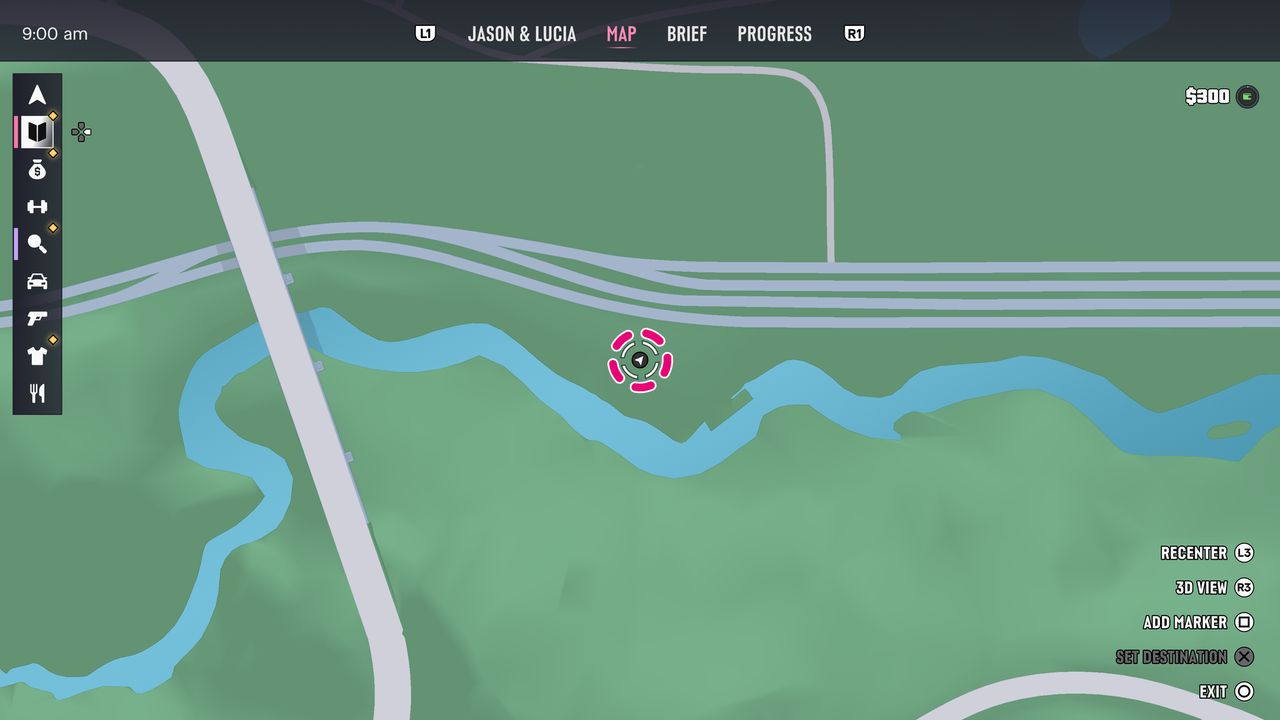 9:00 am
L1 JASON & LUCIA MAP BRIEF PROGRESS R1
$300
RECENTER L3
3D VIEW R3
ADD MARKER
SET DESTINATION
EXIT